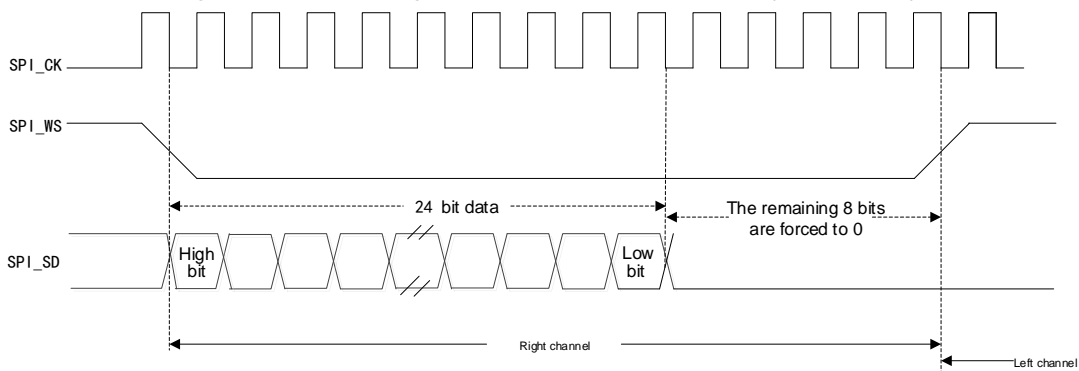 SPI_CK
SPI_WS
24 bit data
The remaining 8 bits
are forced to 0
SPI_SD
High
bit
Low
bit
Right channel
Left channel